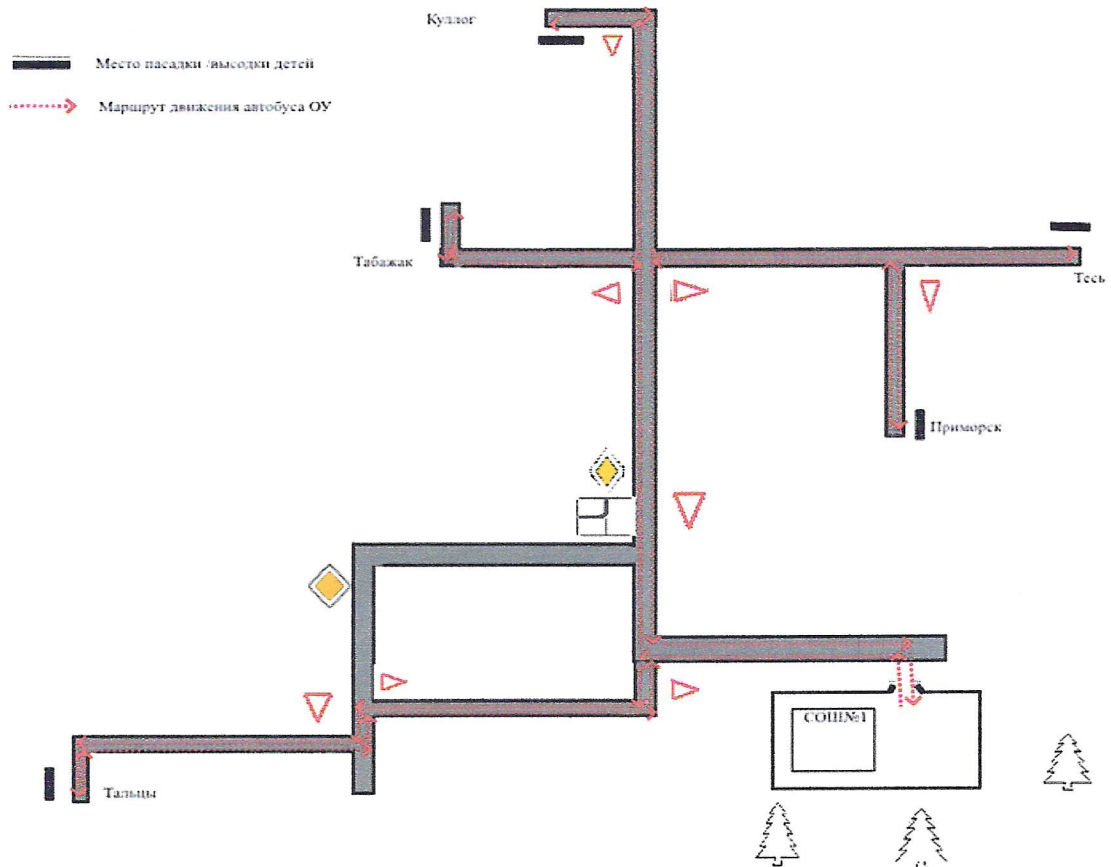 Куллог
Место пасадки /высодки детей
Маршрут движения автобуса ОУ
Табажак
Тесь
Приморск
СОШ№1
Тальцы